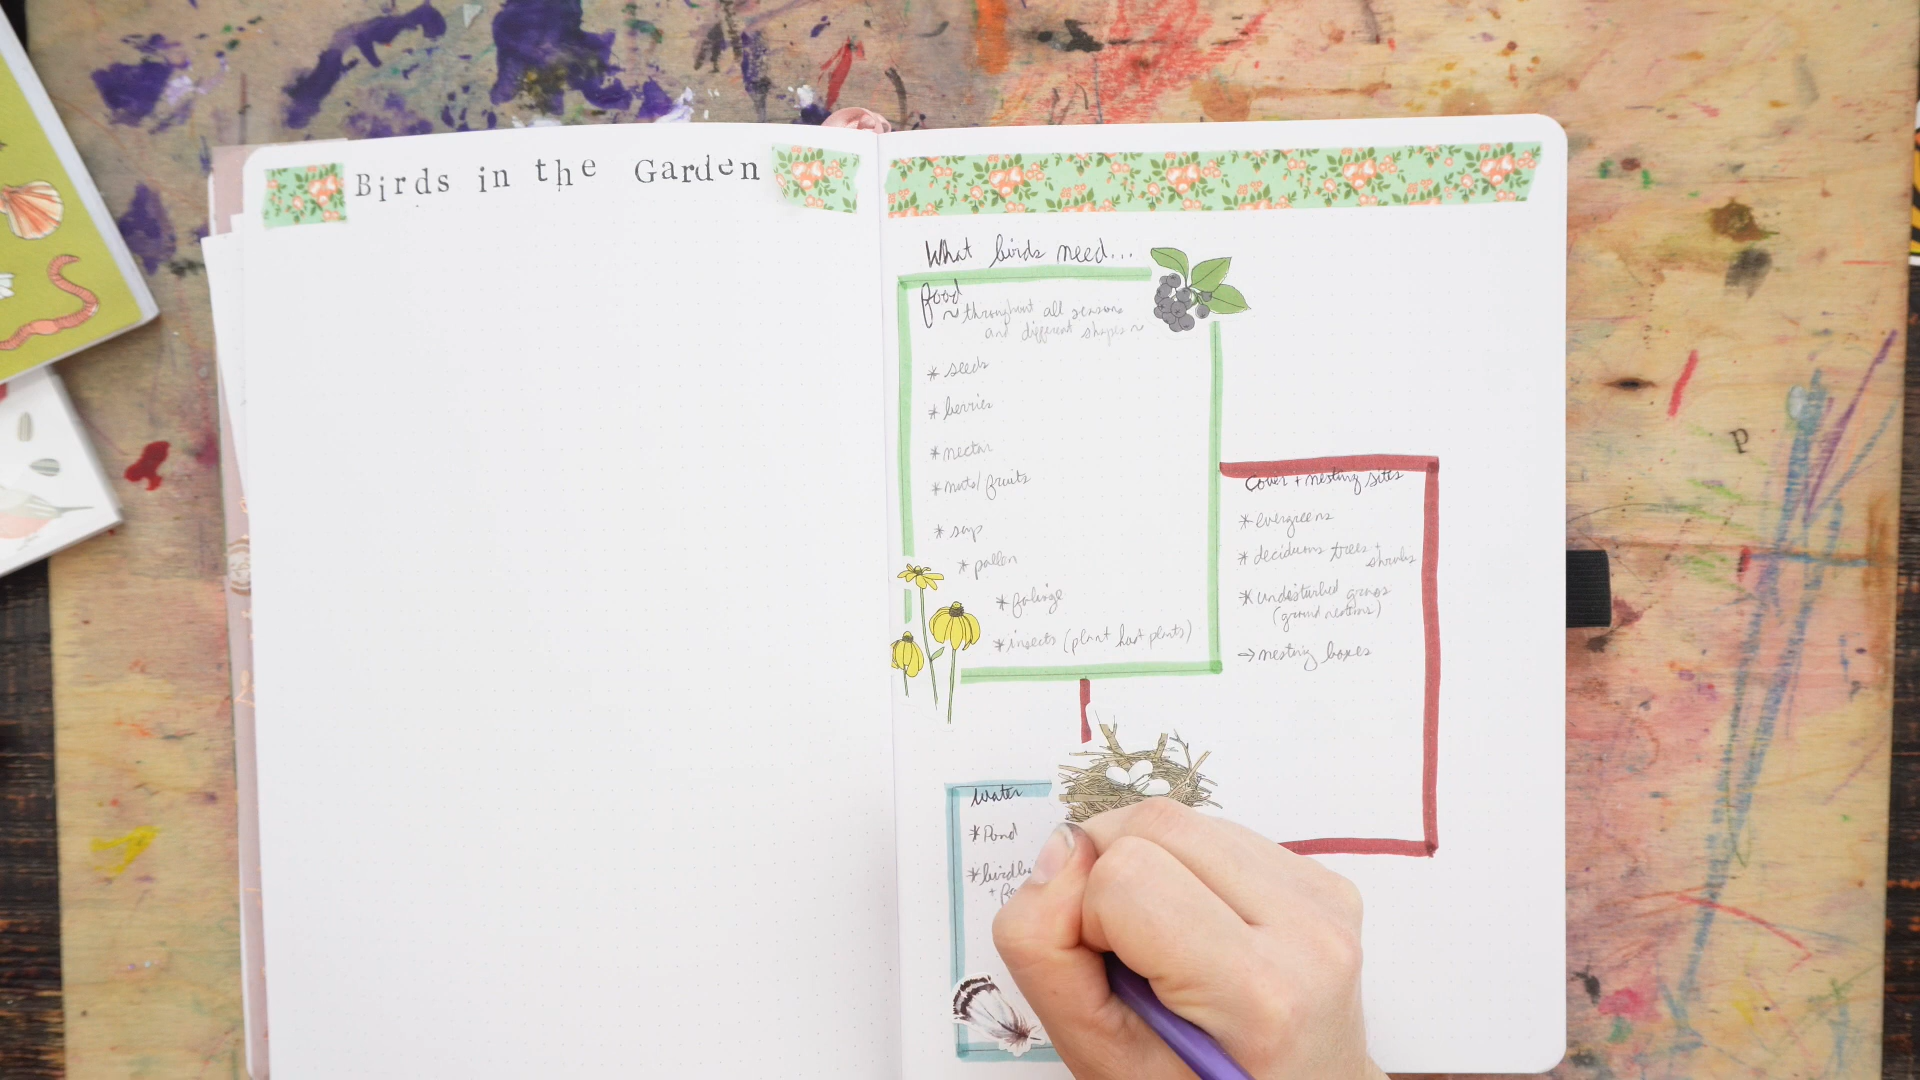 Birds in the Garden
What birds need...
food
~ throughout all seasons
and different shapes ~
* seeds
* berries
* nectar
* nuts/fruits
* sap
* pollen
* foliage
* insects (plant host plants)
Cover + nesting sites
* evergreens
* deciduous trees +
shrubs
* undisturbed grass
(ground nestions)
→ nesting boxes
Water
* Pond
P